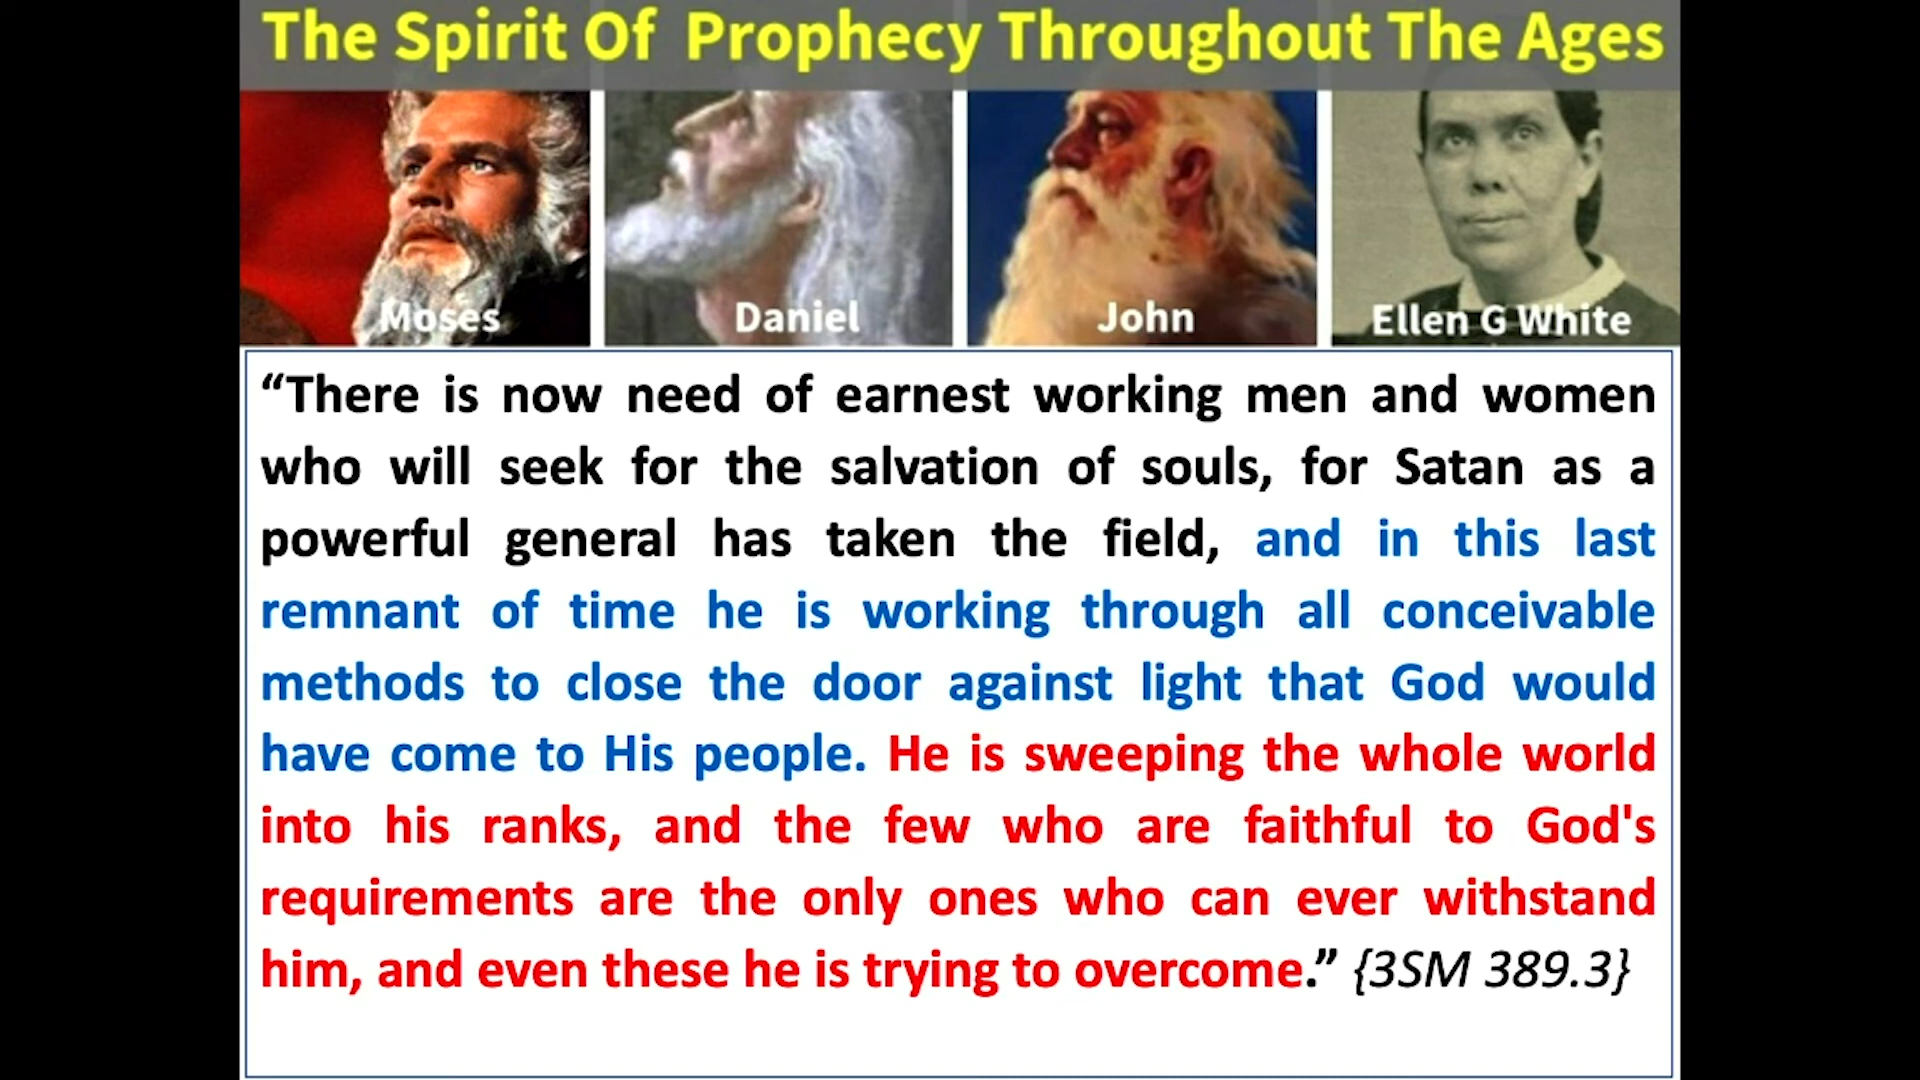 The Spirit Of Prophecy Throughout The Ages
Moses
Daniel
John
Ellen G White
“There is now need of earnest working men and women
who will seek for the salvation of souls, for Satan as a
powerful general has taken the field, and in this last
remnant of time he is working through all conceivable
methods to close the door against light that God would
have come to His people. He is sweeping the whole world
into his ranks, and the few who are faithful to God's
requirements are the only ones who can ever withstand
him, and even these he is trying to overcome.” {3SM 389.3}